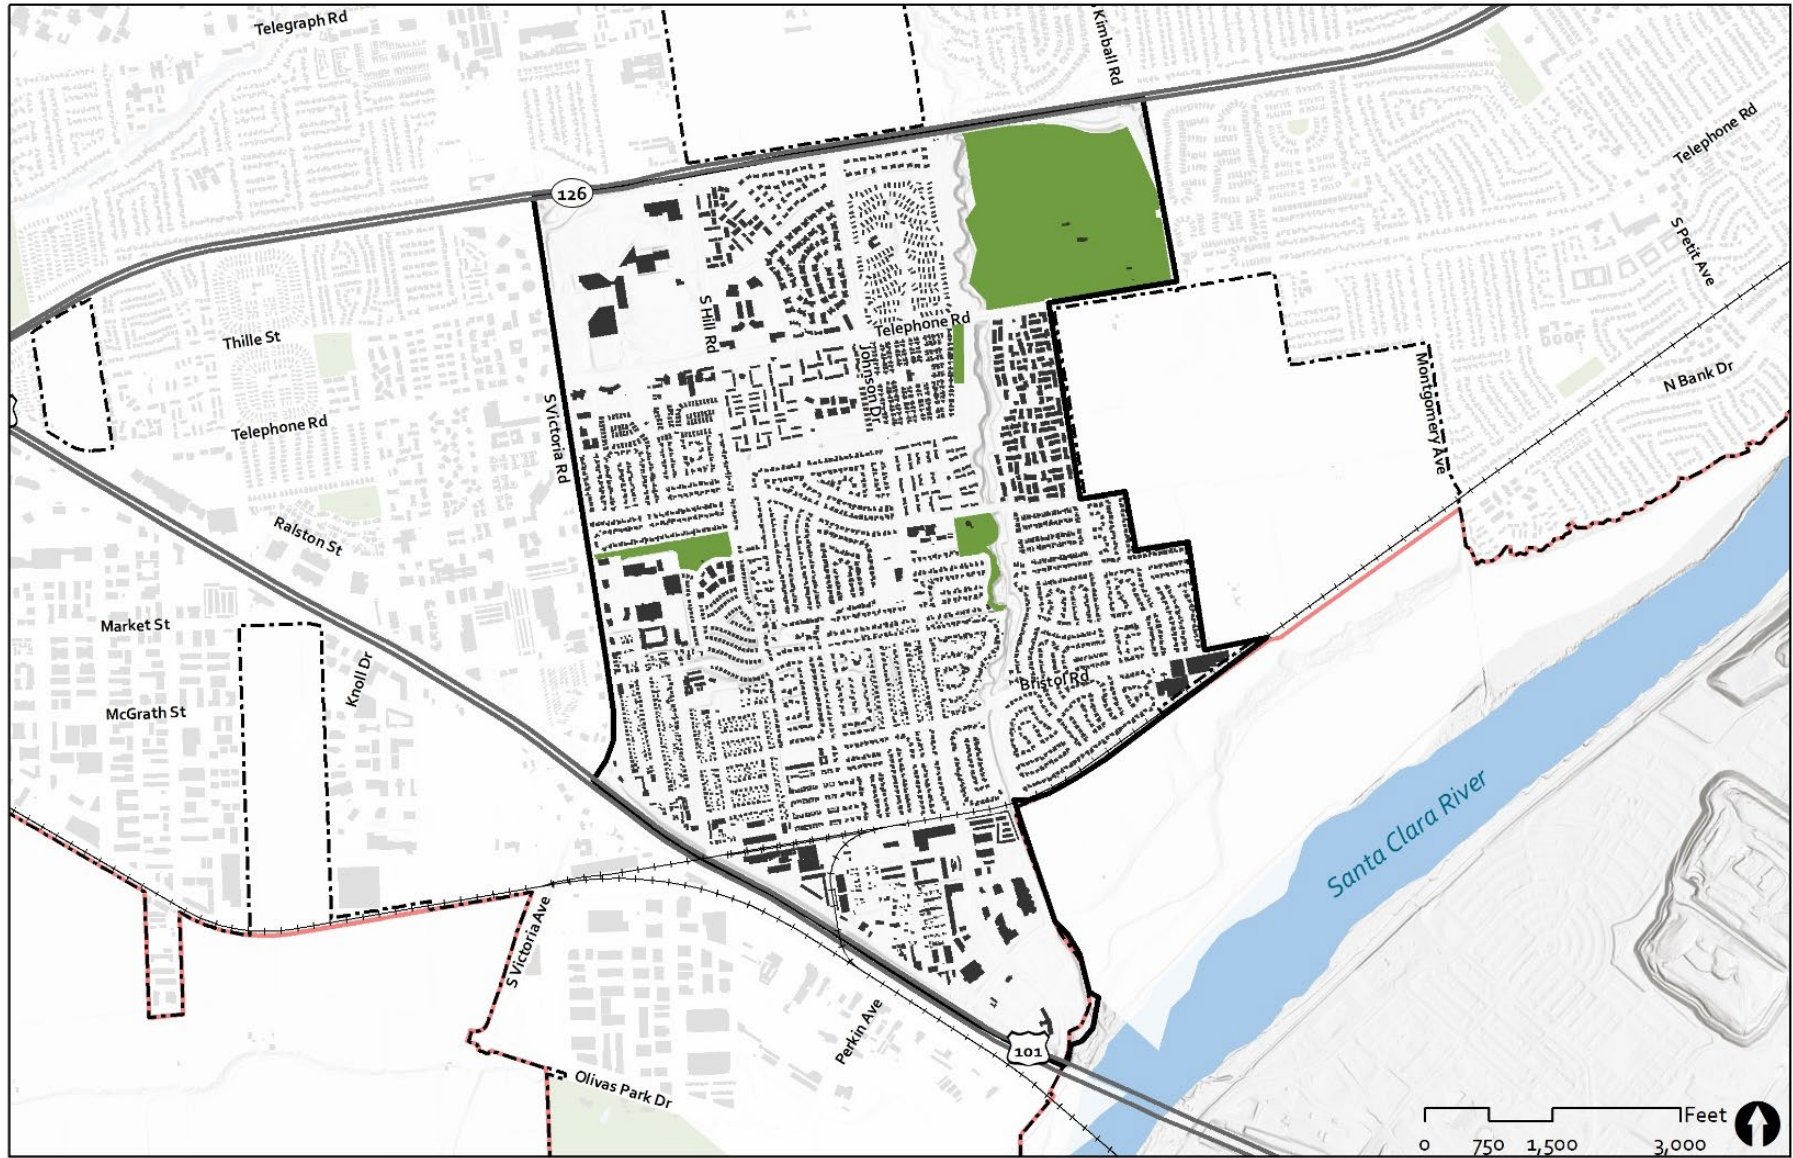 Telegraph Rd
Kimball Rd
Telephone Rd
126
S Petit Ave
S Hill Rd
Telephone Rd
Thille St
Johnson Dr
Montgomery Ave
N Bank Dr
S Victoria Rd
Telephone Rd
Ralston St
Market St
Knoll Dr
Bristol Rd
McGrath St
Santa Clara River
S Victoria Ave
Perkin Ave
101
Olivas Park Dr
Feet
0 750 1,500 3,000